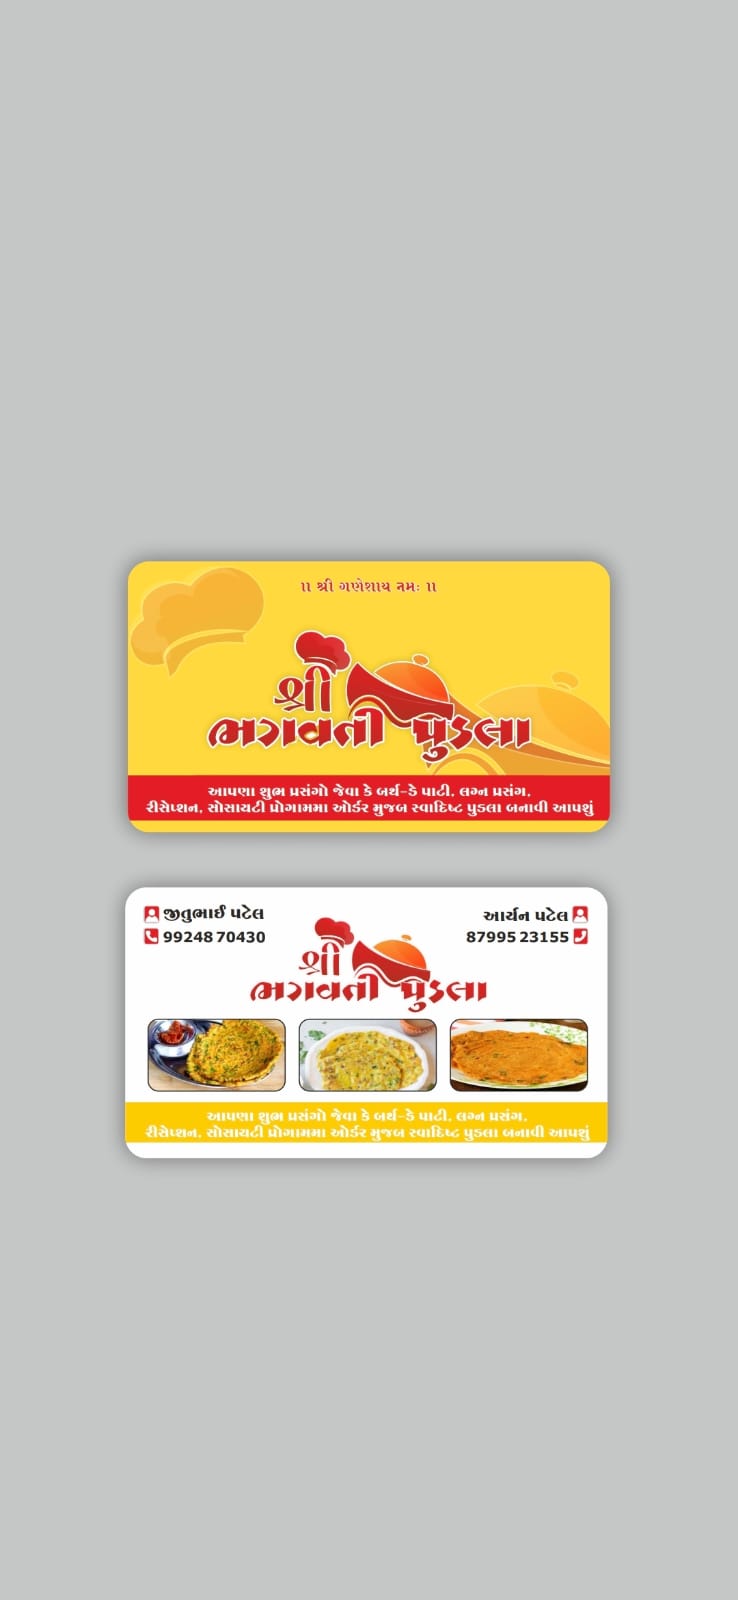 ॥ શ્રી ગણેશાય નમઃ ॥
શ્રી
ભગવતી પુડલા
આપણા શુભ પ્રસંગો જેવા કે બર્થ-ડે પાટી, લગ્ન પ્રસંગ,
રીસેપ્શન, સોસાયટી પ્રોગામમા ઓર્ડર મુજબ સ્વાદિષ્ટ પુડલા બનાવી આપશું
જીતુભાઈ પટેલ
99248 70430
આર્યન પટેલ
87995 23155
શ્રી
ભગવતી પુડલા
આપણા શુભ પ્રસંગો જેવા કે બર્થ-ડે પાટી, લગ્ન પ્રસંગ,
રીસેપ્શન, સોસાયટી પ્રોગામમા ઓર્ડર મુજબ સ્વાદિષ્ટ પુડલા બનાવી આપશું